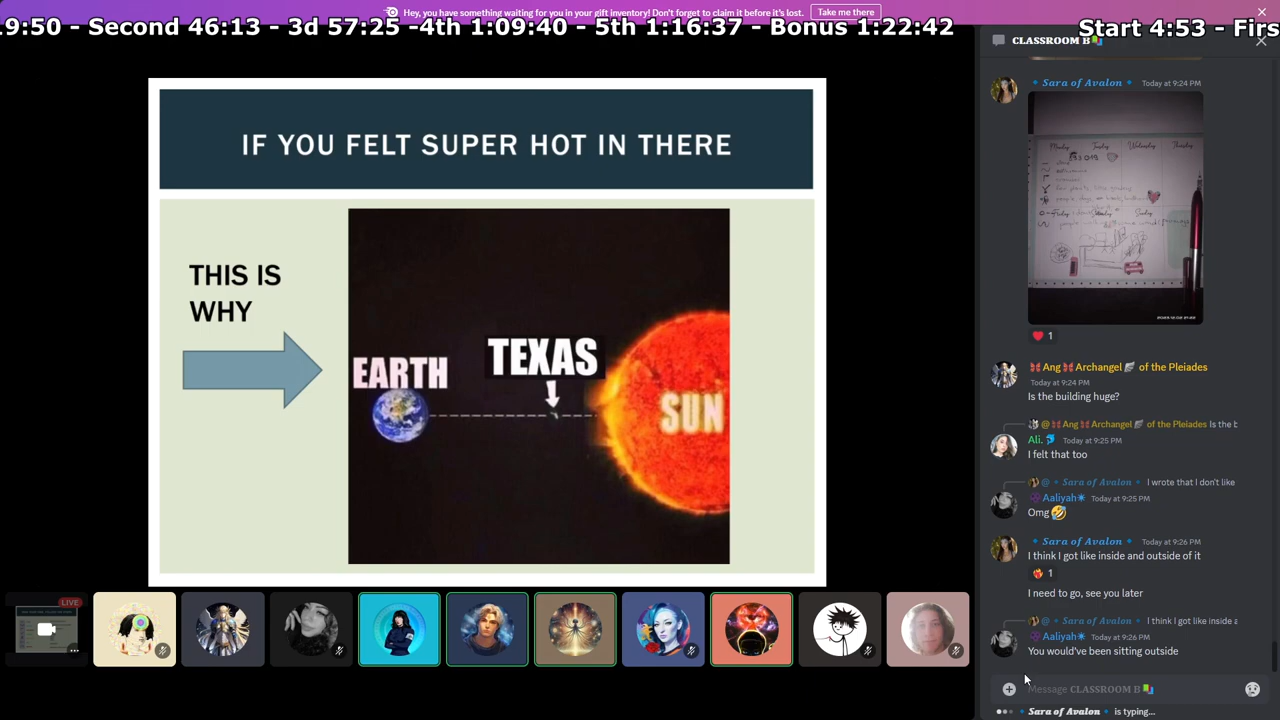 Hey, you have something waiting for you in your gift inventory! Don't forget to claim it before it's lost.
Take me there
9:50 - Second 46:13 - 3d 57:25 -4th 1:09:40 - 5th 1:16:37 - Bonus 1:22:42
Start 4:53 - Firs
IF YOU FELT SUPER HOT IN THERE
THIS IS
WHY
EARTH
TEXAS
SUN
LIVE
CLASSROOM B
Sara of Avalon Today at 9:24 PM
Monday Tuesday Wednesday Thursday
Friday Sunday
Ang Archangel of the Pleiades
Today at 9:24 PM
Is the building huge?
@ Ang Archangel of the Pleiades Is the b
Ali. Today at 9:25 PM
I felt that too
@ Sara of Avalon I wrote that I don't like
Aaliyah Today at 9:25 PM
Omg 🤣
Sara of Avalon Today at 9:26 PM
I think I got like inside and outside of it
1
I need to go, see you later
@ Sara of Avalon I think I got like inside a
Aaliyah Today at 9:26 PM
You would've been sitting outside
Message CLASSROOM B
Sara of Avalon is typing...